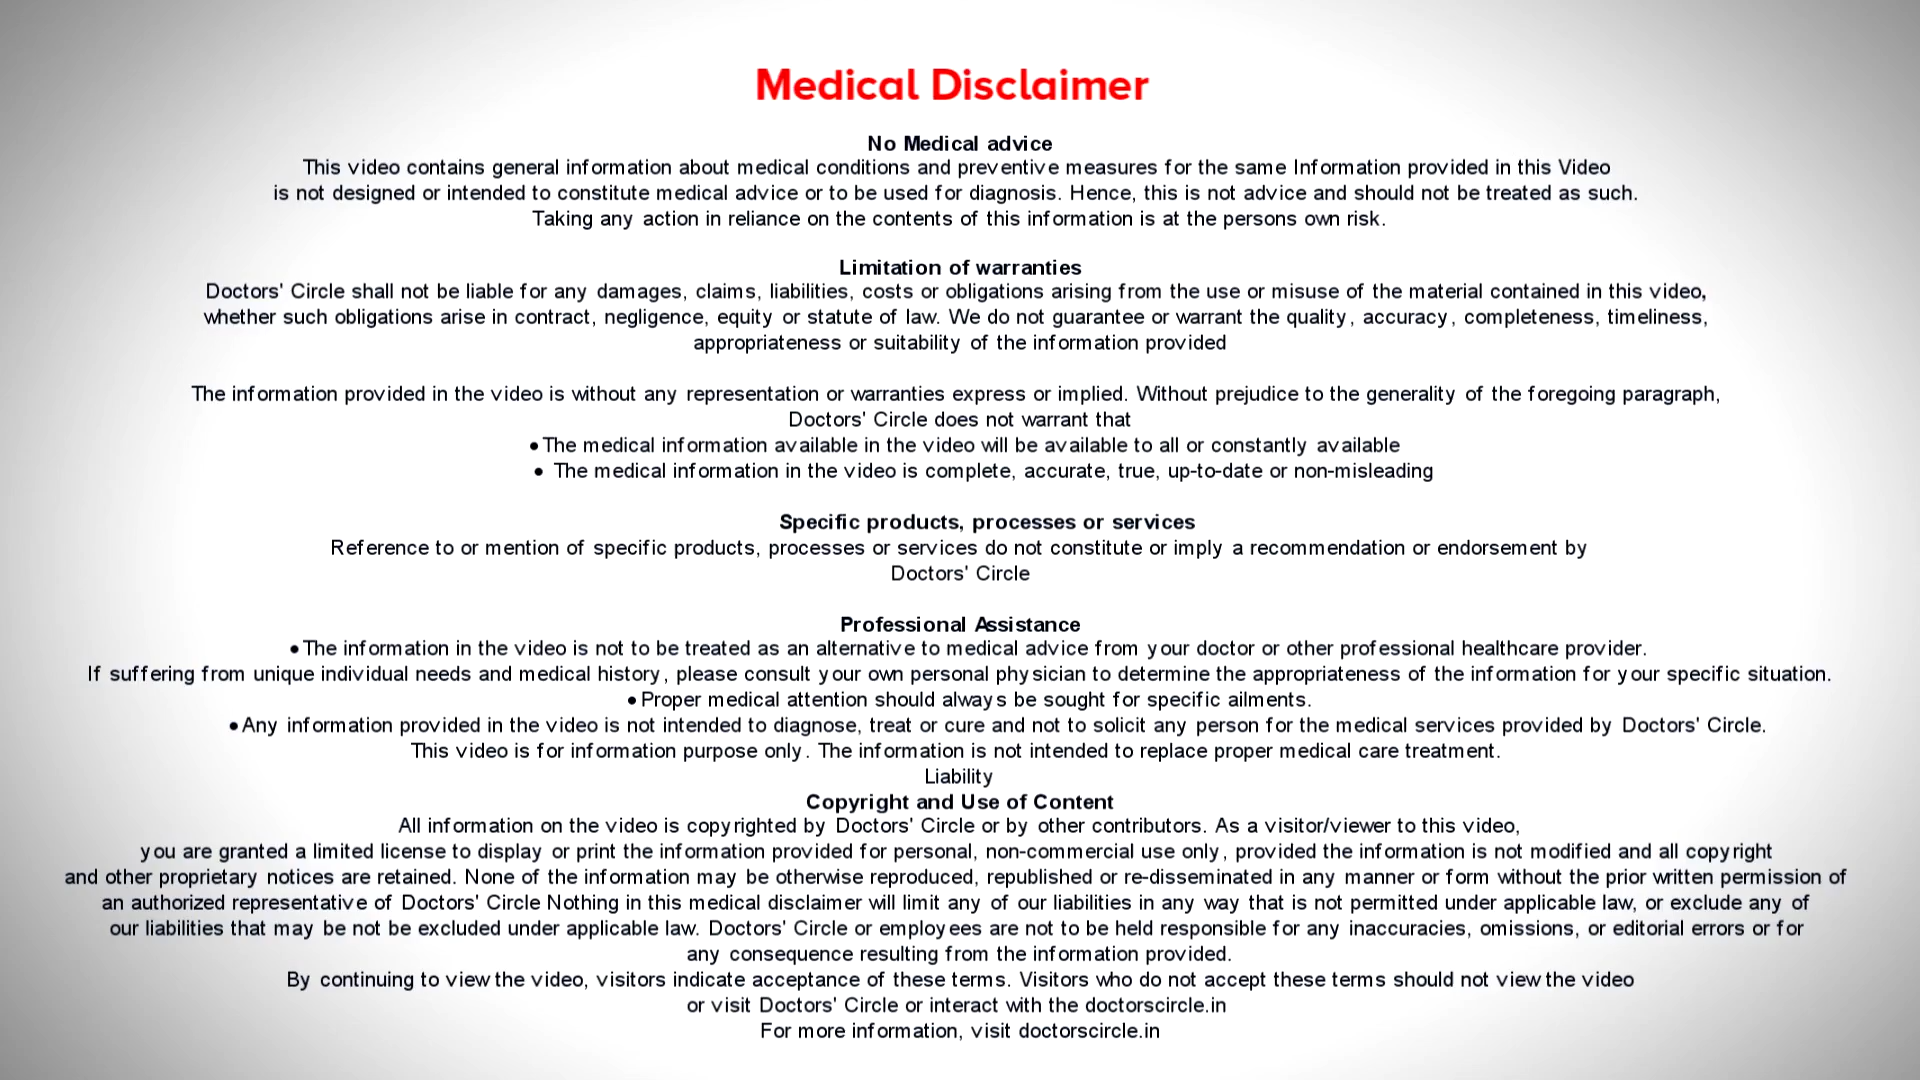 Medical Disclaimer
No Medical advice
This video contains general information about medical conditions and preventive measures for the same Information provided in this Video
is not designed or intended to constitute medical advice or to be used for diagnosis. Hence, this is not advice and should not be treated as such.
Taking any action in reliance on the contents of this information is at the persons own risk.
Limitation of warranties
Doctors' Circle shall not be liable for any damages, claims, liabilities, costs or obligations arising from the use or misuse of the material contained in this video,
whether such obligations arise in contract, negligence, equity or statute of law. We do not guarantee or warrant the quality, accuracy, completeness, timeliness,
appropriateness or suitability of the information provided
The information provided in the video is without any representation or warranties express or implied. Without prejudice to the generality of the foregoing paragraph,
Doctors' Circle does not warrant that
•The medical information available in the video will be available to all or constantly available
• The medical information in the video is complete, accurate, true, up-to-date or non-misleading
Specific products, processes or services
Reference to or mention of specific products, processes or services do not constitute or imply a recommendation or endorsement by
Doctors' Circle
Professional Assistance
•The information in the video is not to be treated as an alternative to medical advice from your doctor or other professional healthcare provider.
If suffering from unique individual needs and medical history, please consult your own personal physician to determine the appropriateness of the information for your specific situation.
•Proper medical attention should always be sought for specific ailments.
•Any information provided in the video is not intended to diagnose, treat or cure and not to solicit any person for the medical services provided by Doctors' Circle.
This video is for information purpose only. The information is not intended to replace proper medical care treatment.
Liability
Copyright and Use of Content
All information on the video is copyrighted by Doctors' Circle or by other contributors. As a visitor/viewer to this video,
you are granted a limited license to display or print the information provided for personal, non-commercial use only, provided the information is not modified and all copyright
and other proprietary notices are retained. None of the information may be otherwise reproduced, republished or re-disseminated in any manner or form without the prior written permission of
an authorized representative of Doctors' Circle Nothing in this medical disclaimer will limit any of our liabilities in any way that is not permitted under applicable law, or exclude any of
our liabilities that may be not be excluded under applicable law. Doctors' Circle or employees are not to be held responsible for any inaccuracies, omissions, or editorial errors or for
any consequence resulting from the information provided.
By continuing to view the video, visitors indicate acceptance of these terms. Visitors who do not accept these terms should not view the video
or visit Doctors' Circle or interact with the doctorscircle.in
For more information, visit doctorscircle.in